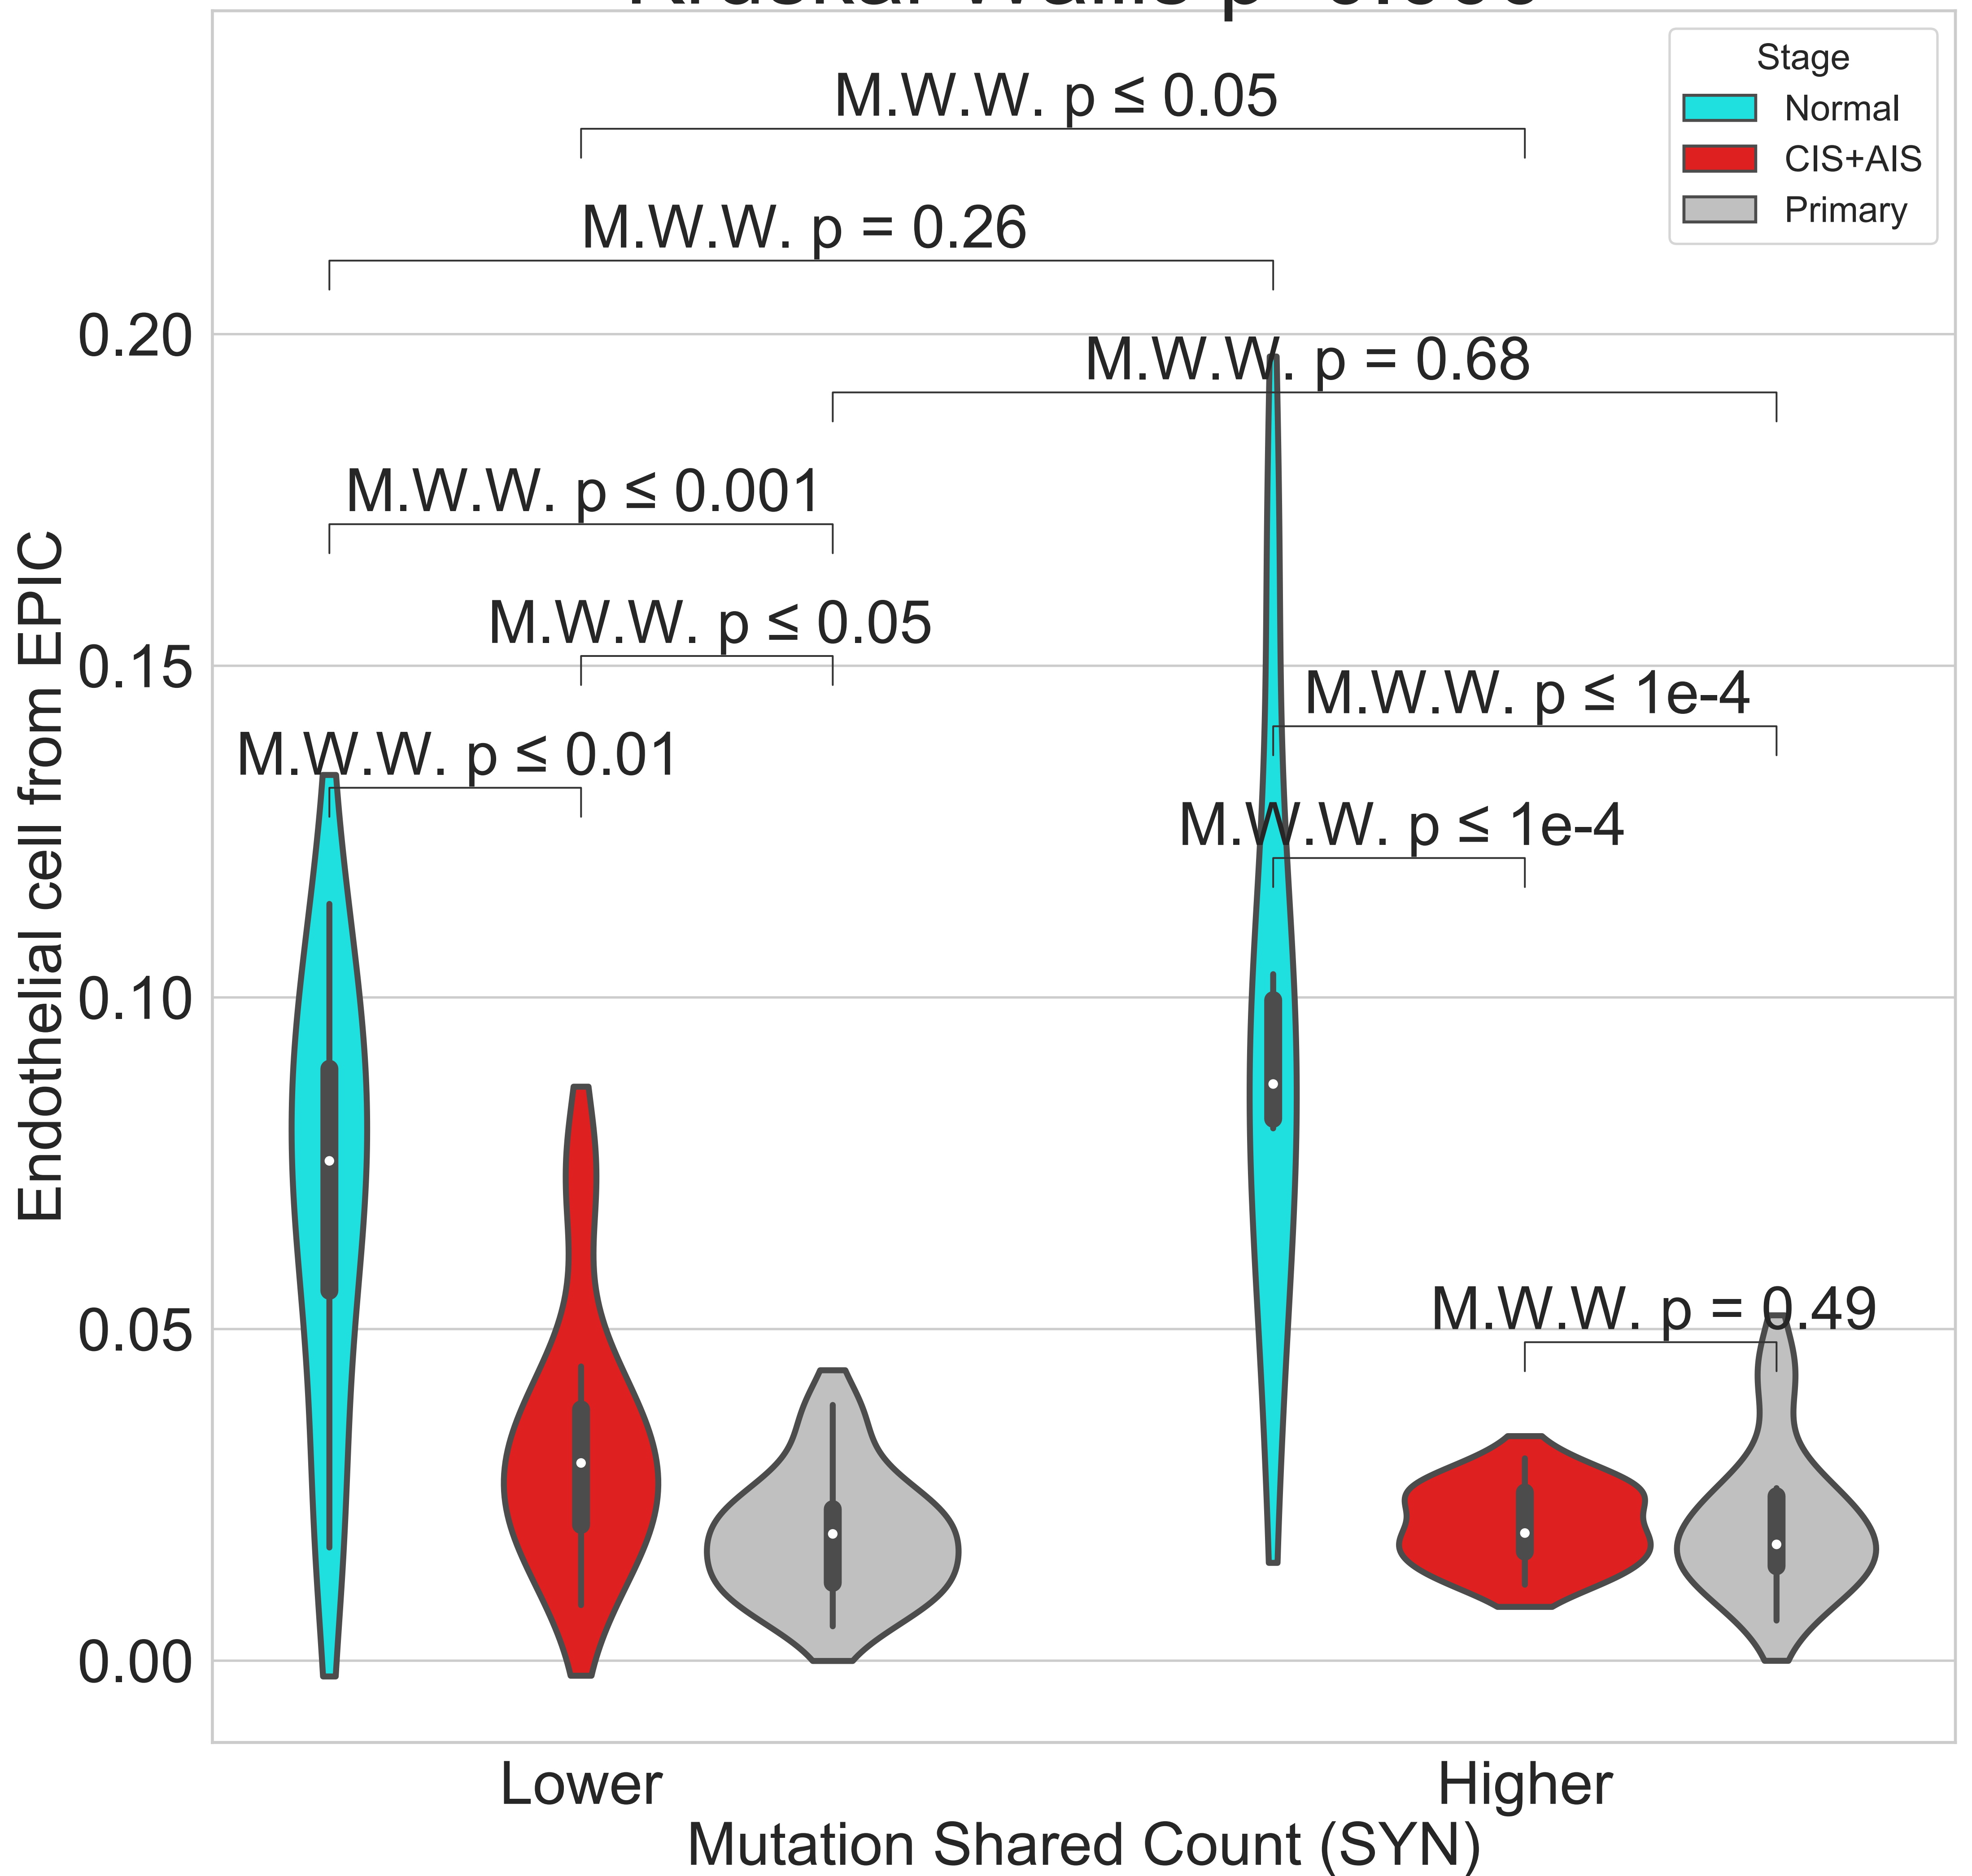 Stage
Normal
CIS+AIS
Primary
M.W.W. p ≤ 0.05
M.W.W. p = 0.26
M.W.W. p = 0.68
M.W.W. p ≤ 0.001
M.W.W. p ≤ 0.05
M.W.W. p ≤ 1e-4
M.W.W. p ≤ 0.01
M.W.W. p ≤ 1e-4
M.W.W. p = 0.49
Endothelial cell from EPIC
0.20
0.15
0.10
0.05
0.00
Lower
Higher
Mutation Shared Count (SYN)